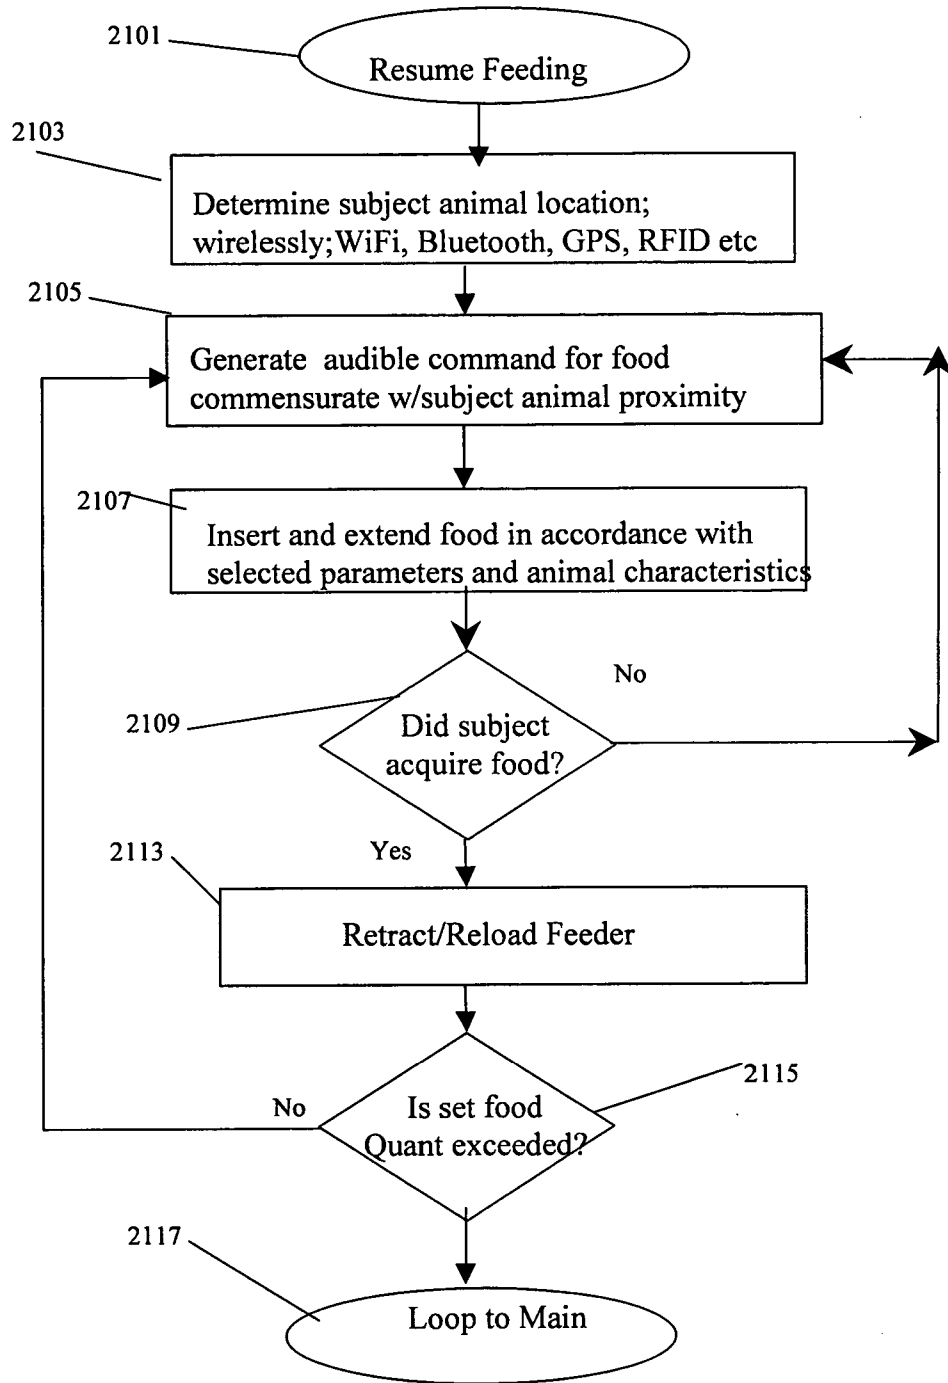 2101
Resume Feeding
2103
Determine subject animal location;
wirelessly;WiFi, Bluetooth, GPS, RFID etc
2105
Generate audible command for food
commensurate w/subject animal proximity
2107
Insert and extend food in accordance with
selected parameters and animal characteristics
No
2109
Did subject
acquire food?
Yes
2113
Retract/Reload Feeder
2115
No
Is set food
Quant exceeded?
2117
Loop to Main